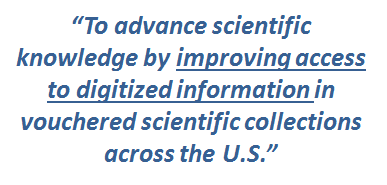 “To advance scientific
knowledge by improving access
to digitized information in
vouchered scientific collections
across the U.S.”